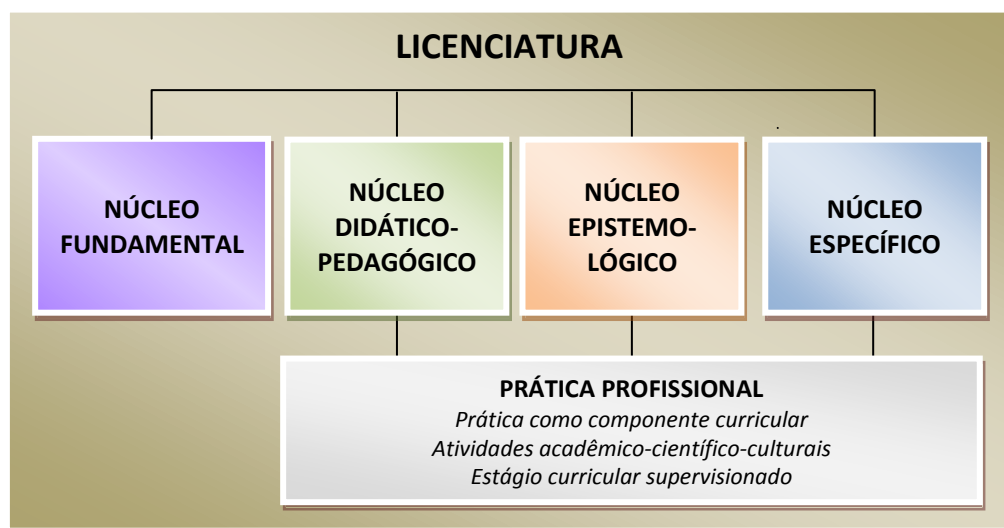 LICENCIATURA
NÚCLEO
FUNDAMENTAL
NÚCLEO
DIDÁTICO-
PEDAGÓGICO
NÚCLEO
EPISTEMO-
LÓGICO
NÚCLEO
ESPECÍFICO
PRÁTICA PROFISSIONAL
Prática como componente curricular
Atividades acadêmico-científico-culturais
Estágio curricular supervisionado